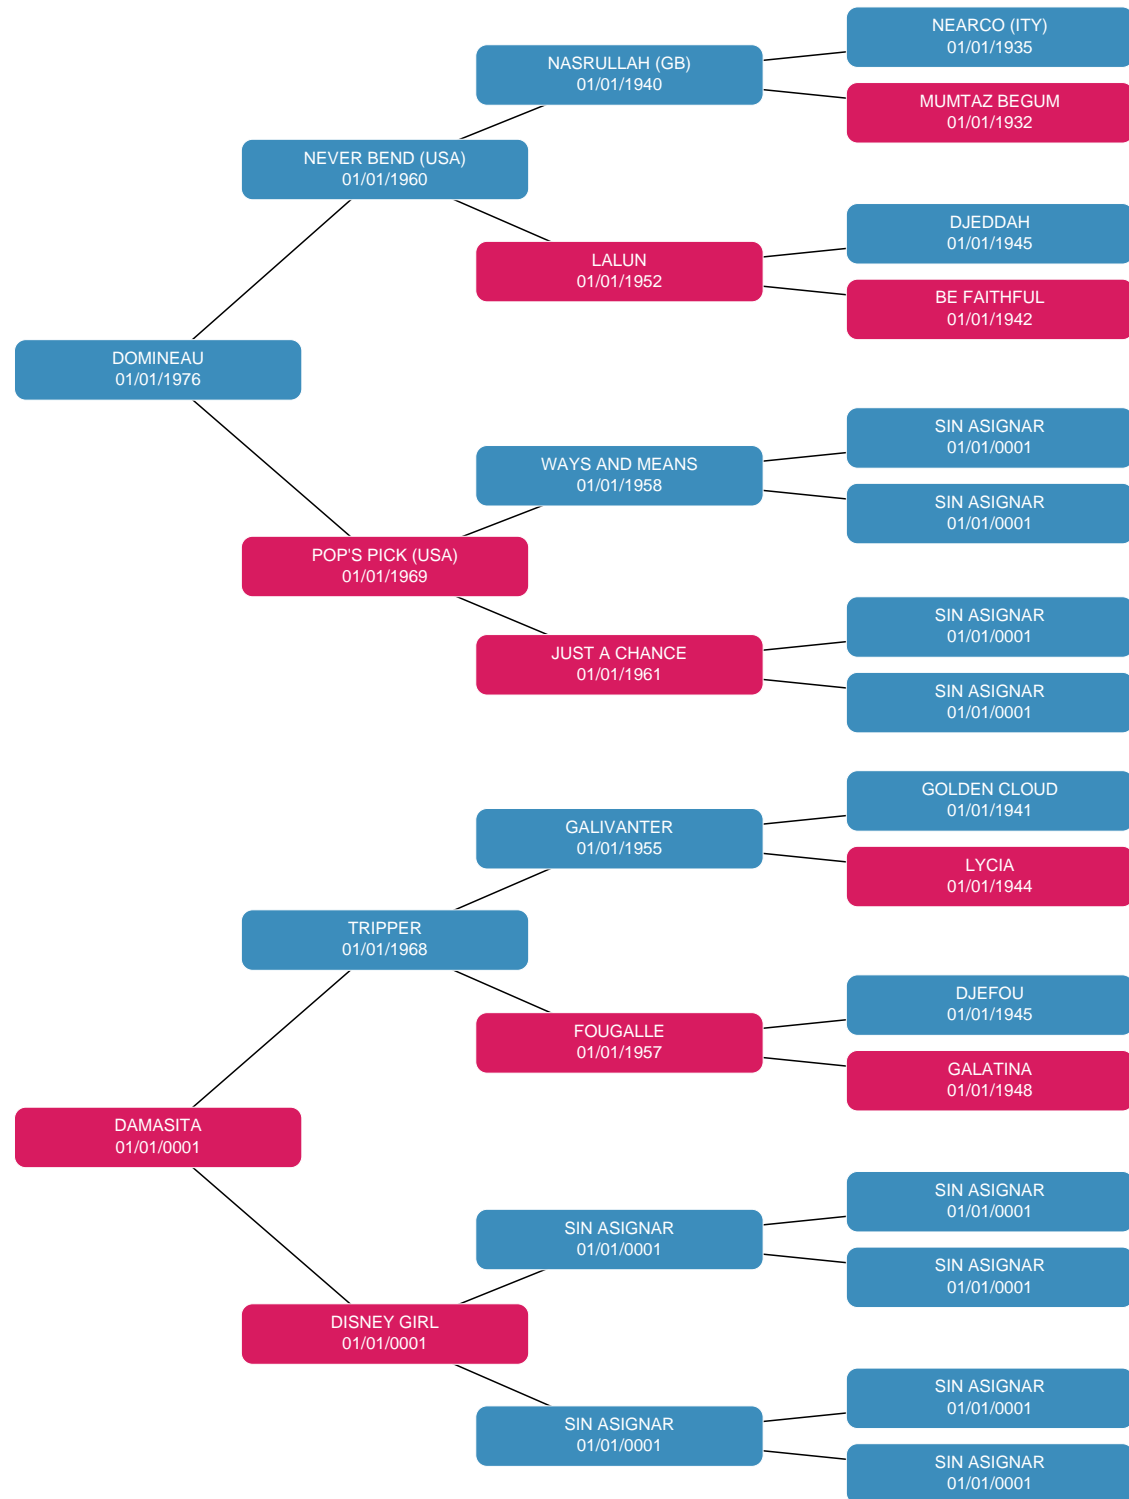 NEARCO (ITY)
01/01/1935
NASRULLAH (GB)
01/01/1940
MUMTAZ BEGUM
01/01/1932
NEVER BEND (USA)
01/01/1960
DJEDDAH
01/01/1945
LALUN
01/01/1952
BE FAITHFUL
01/01/1942
DOMINEAU
01/01/1976
SIN ASIGNAR
01/01/0001
WAYS AND MEANS
01/01/1958
SIN ASIGNAR
01/01/0001
POP'S PICK (USA)
01/01/1969
SIN ASIGNAR
01/01/0001
JUST A CHANCE
01/01/1961
SIN ASIGNAR
01/01/0001
GOLDEN CLOUD
01/01/1941
GALIVANTER
01/01/1955
LYCIA
01/01/1944
TRIPPER
01/01/1968
DJEFOU
01/01/1945
FOUGALLE
01/01/1957
GALATINA
01/01/1948
DAMASITA
01/01/0001
SIN ASIGNAR
01/01/0001
SIN ASIGNAR
01/01/0001
SIN ASIGNAR
01/01/0001
DISNEY GIRL
01/01/0001
SIN ASIGNAR
01/01/0001
SIN ASIGNAR
01/01/0001
SIN ASIGNAR
01/01/0001